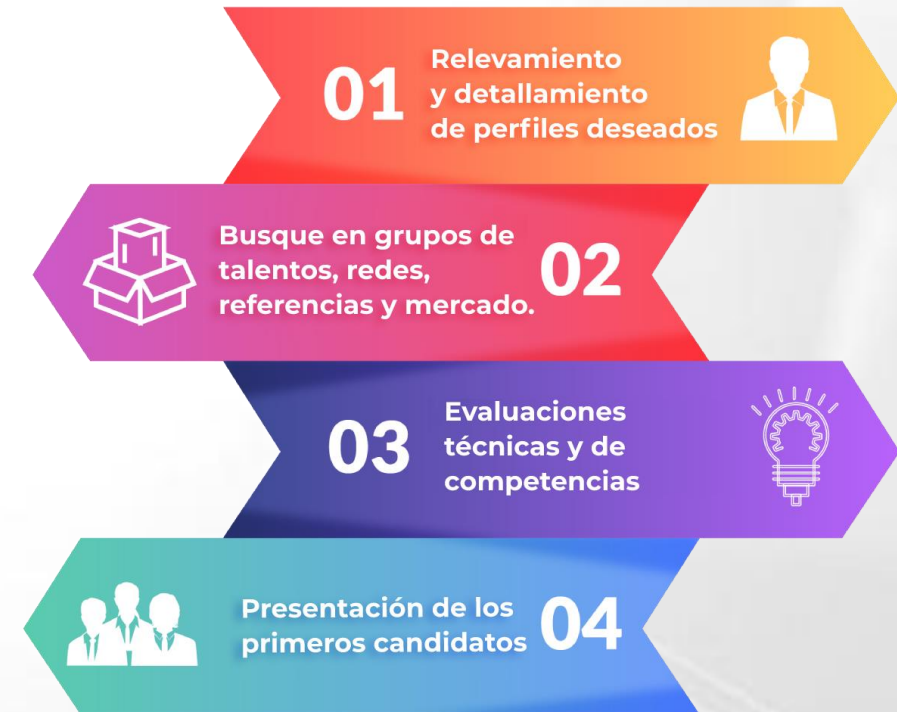 01
Relevamiento
y detallamiento
de perfiles deseados
Busque en grupos de
talentos, redes,
referencias y mercado.
02
03
Evaluaciones
técnicas y de
competencias
Presentación de los
primeros candidatos
04